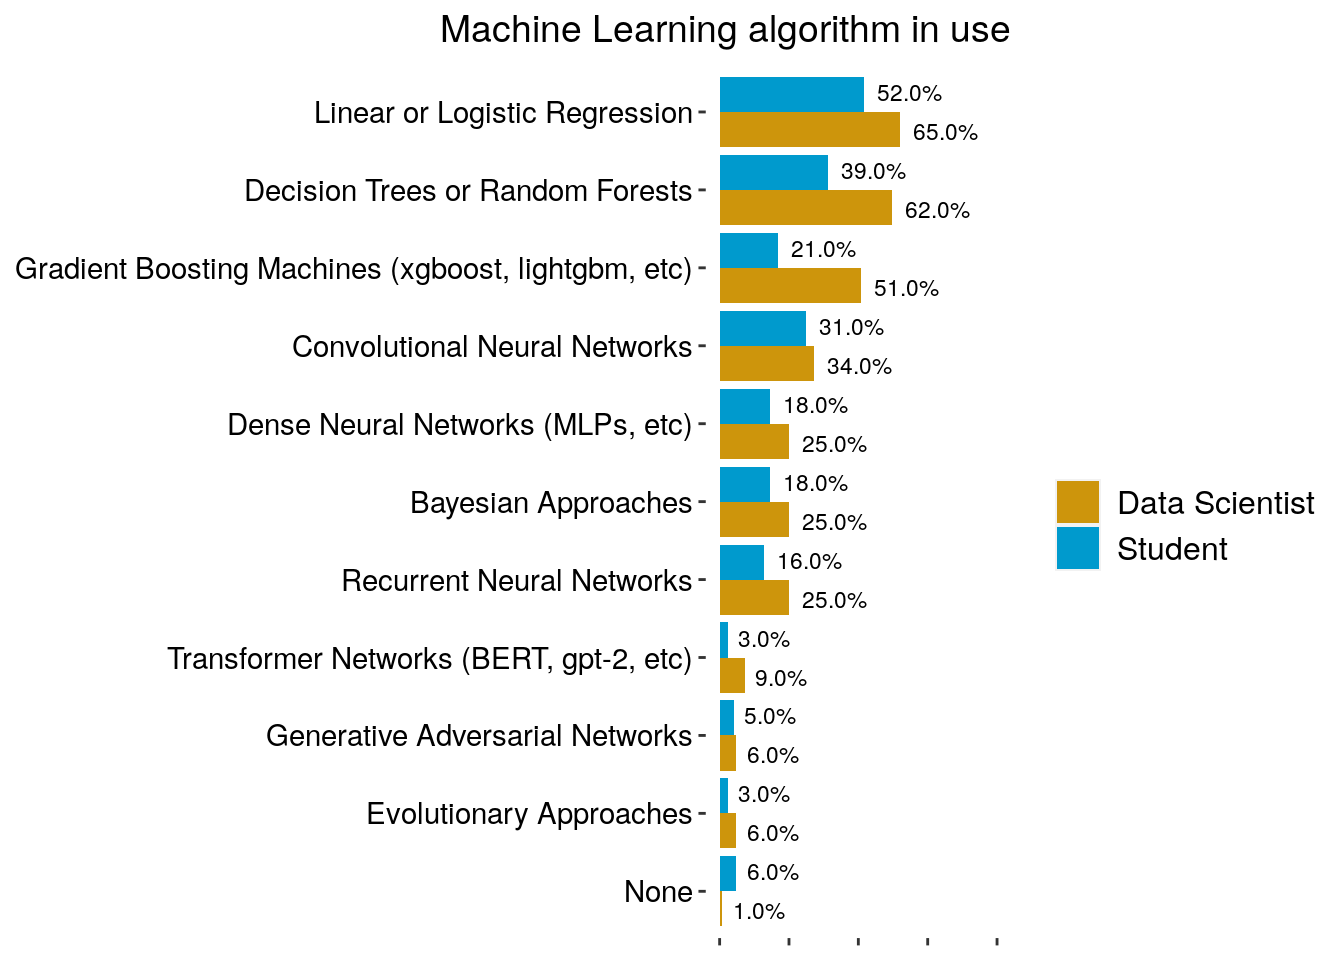 Machine Learning algorithm in use
Linear or Logistic Regression
52.0%
65.0%
Decision Trees or Random Forests
39.0%
62.0%
Gradient Boosting Machines (xgboost, lightgbm, etc)
21.0%
51.0%
Convolutional Neural Networks
31.0%
34.0%
Dense Neural Networks (MLPs, etc)
18.0%
25.0%
Bayesian Approaches
18.0%
25.0%
Recurrent Neural Networks
16.0%
25.0%
Transformer Networks (BERT, gpt-2, etc)
3.0%
9.0%
Generative Adversarial Networks
5.0%
6.0%
Evolutionary Approaches
3.0%
6.0%
None
6.0%
1.0%
Data Scientist
Student